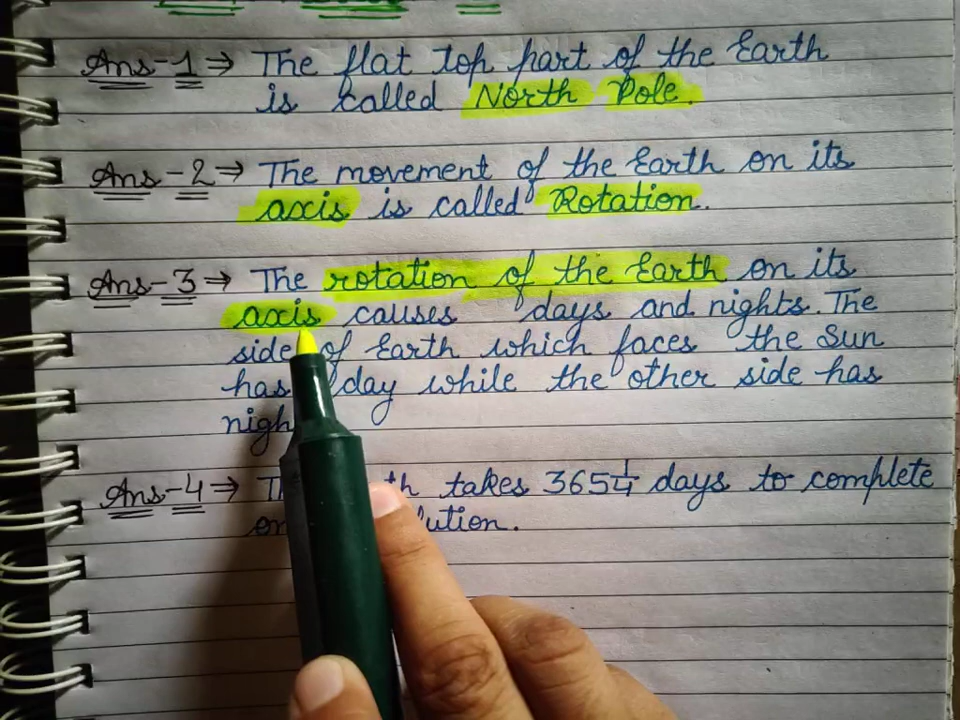 Ans-1⇒ The flat top part of the Earth
is called North Pole.
Ans-2⇒ The movement of the Earth on its
axis is called Rotation.
Ans-3⇒ The rotation of the Earth on its
axis causes days and nights. The
side of Earth which faces the Sun
has day while the other side has
nigh
Ans-4⇒ takes 365 1/4 days to complete